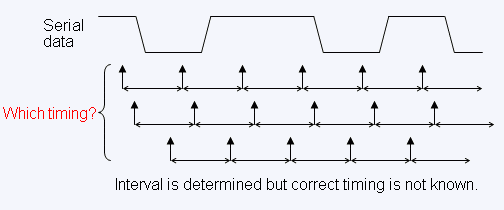 Serial
data
Which timing?
Interval is determined but correct timing is not known.